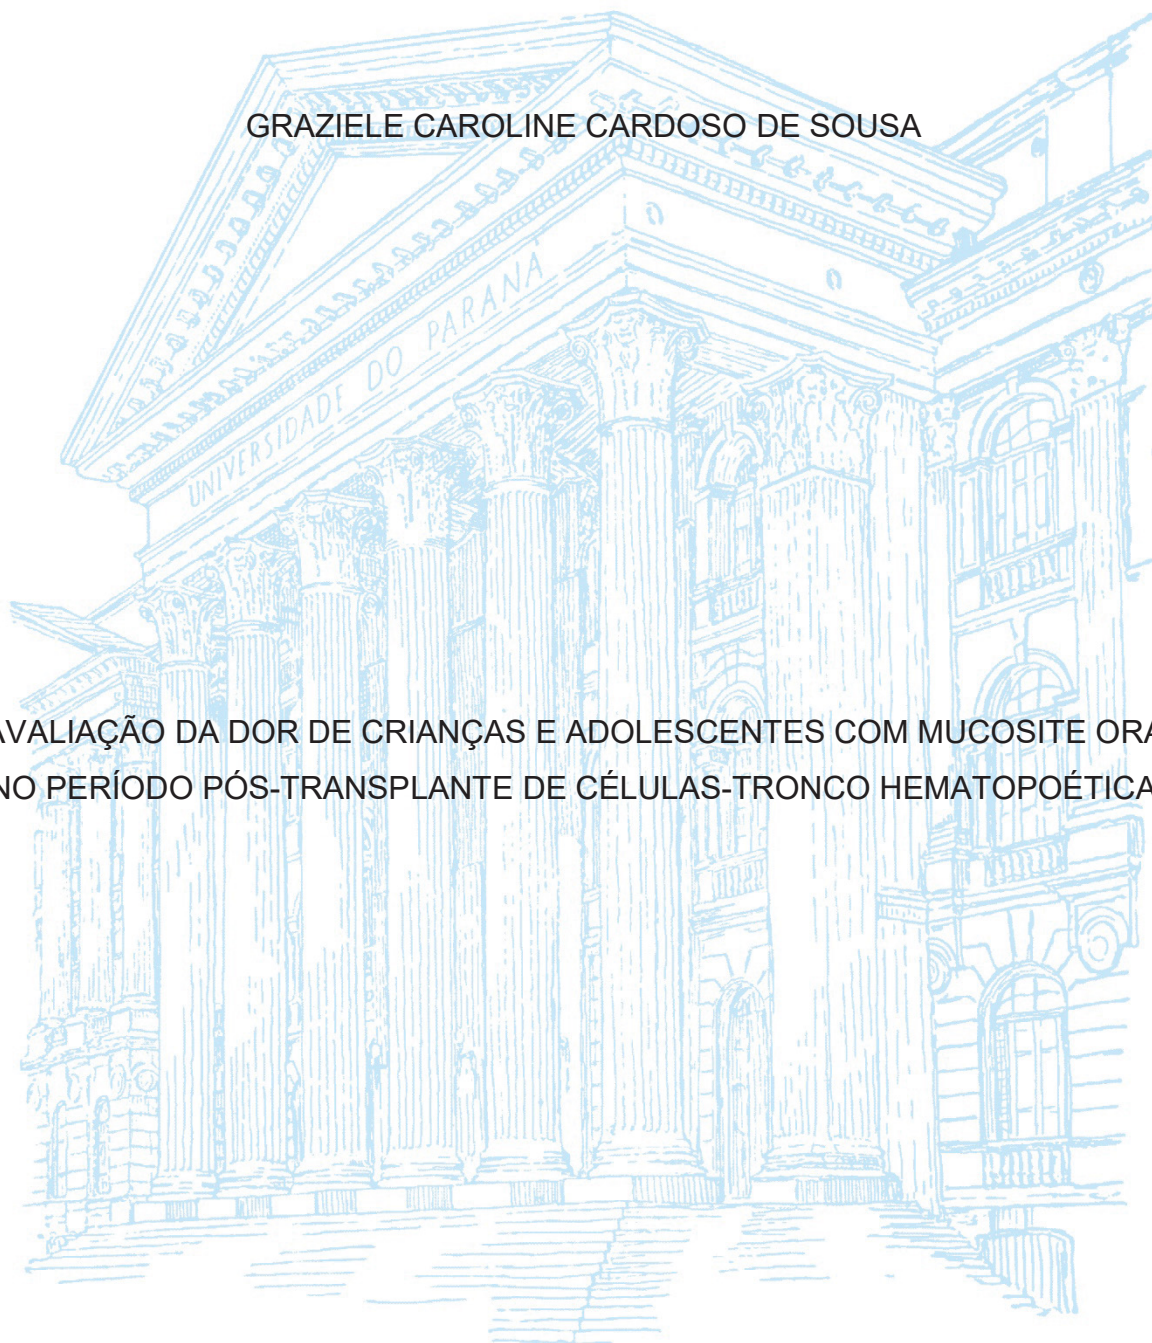 GRAZIELE CAROLINE CARDOSO DE SOUSA
UNIVERSIDADE DO PARANÁ
AVALIAÇÃO DA DOR DE CRIANÇAS E ADOLESCENTES COM MUCOSITE ORA
NO PERÍODO PÓS-TRANSPLANTE DE CÉLULAS-TRONCO HEMATOPOÉTICA